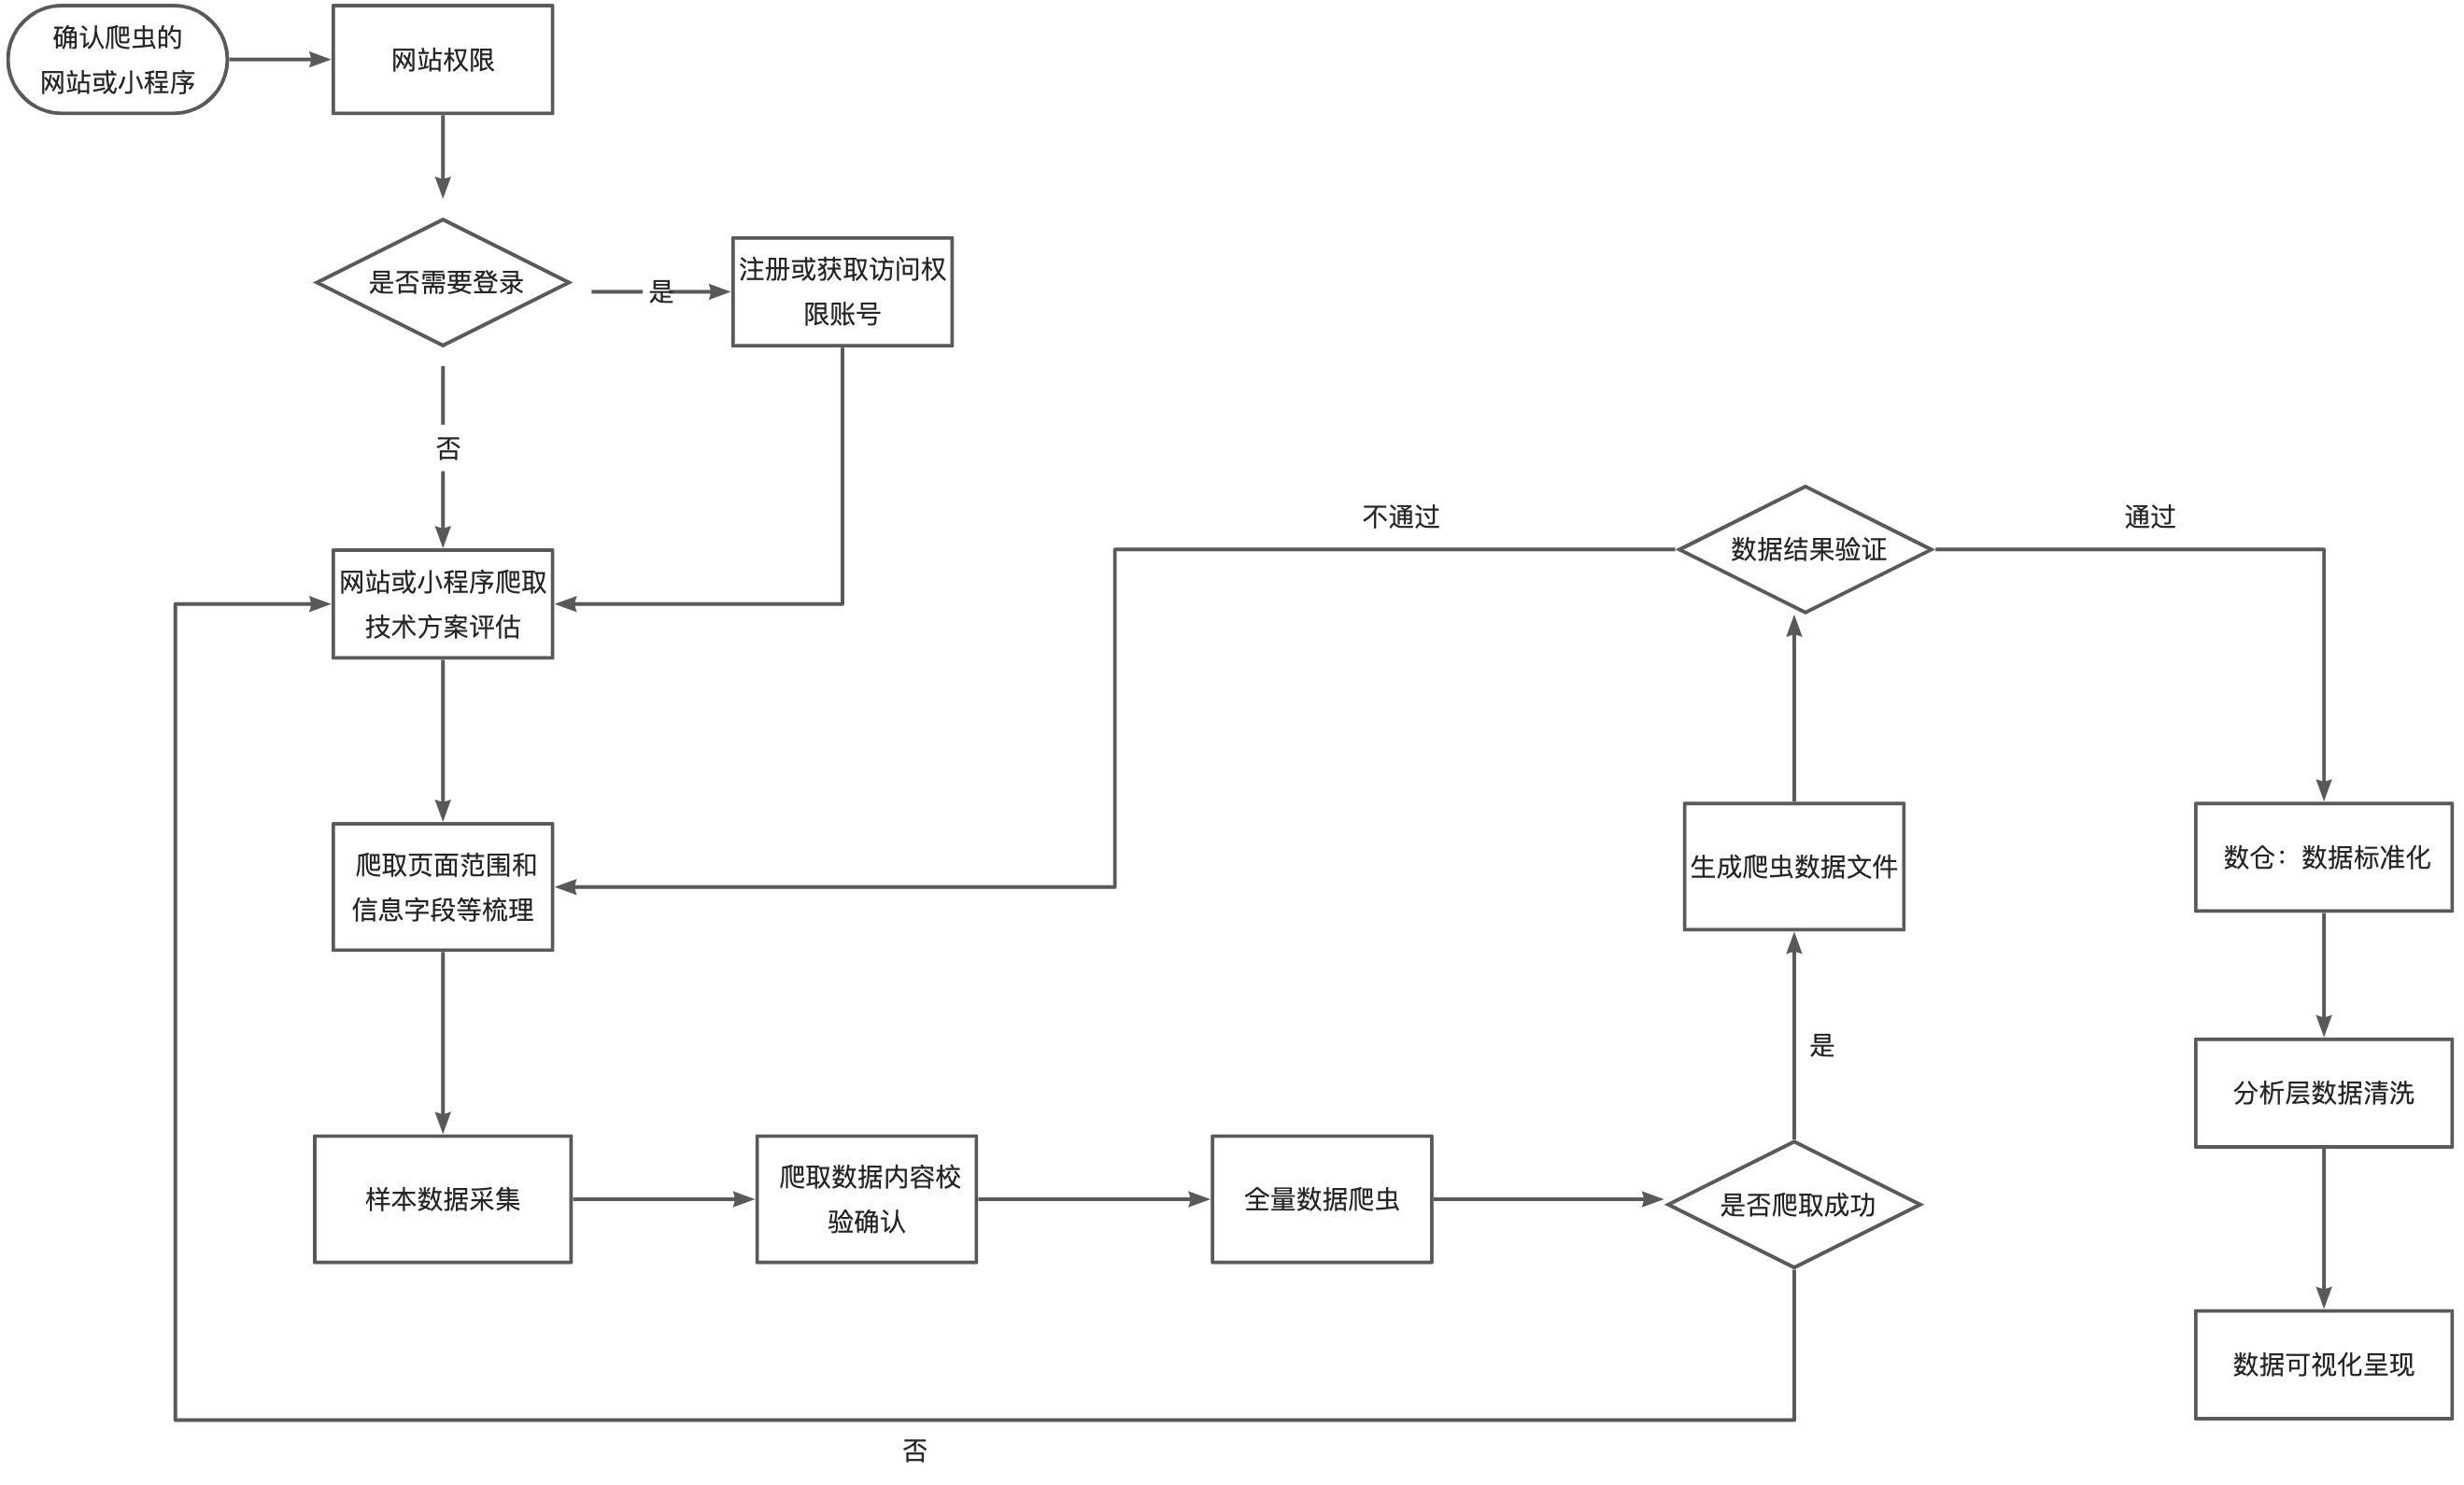 确认爬虫的
网站或小程序
网站权限
是否需要登录
是
注册或获取访问权
限账号
否
网站或小程序爬取
技术方案评估
不通过
数据结果验证
通过
爬取页面范围和
信息字段等梳理
生成爬虫数据文件
数仓：数据标准化
是
分析层数据清洗
样本数据采集
爬取数据内容校
验确认
全量数据爬虫
是否爬取成功
数据可视化呈现
否